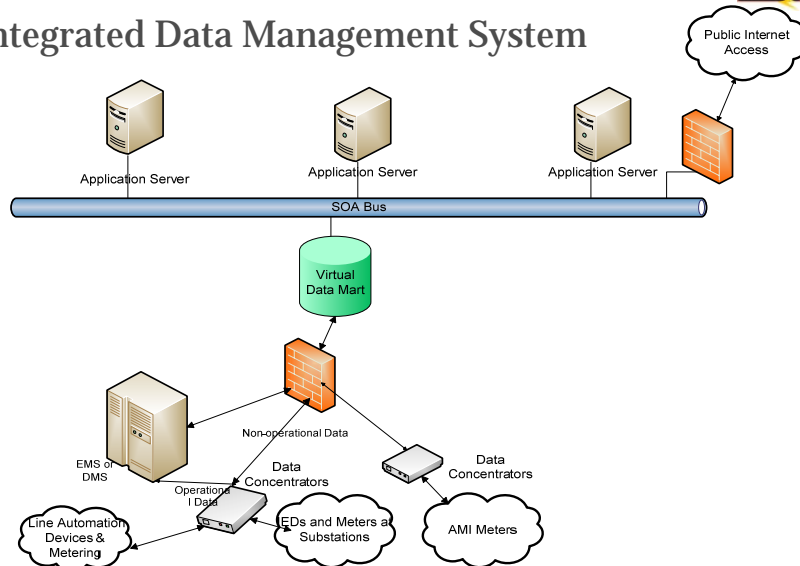 ntegrated Data Management System
Public Internet
Access
Application Server
Application Server
Application Server
SOA Bus
Virtual
Data Mart
Non-operational Data
EMS or
DMS
Operationa
l Data
Data
Concentrators
Data
Concentrators
Line Automation
Devices &
Metering
IEDs and Meters at
Substations
AMI Meters